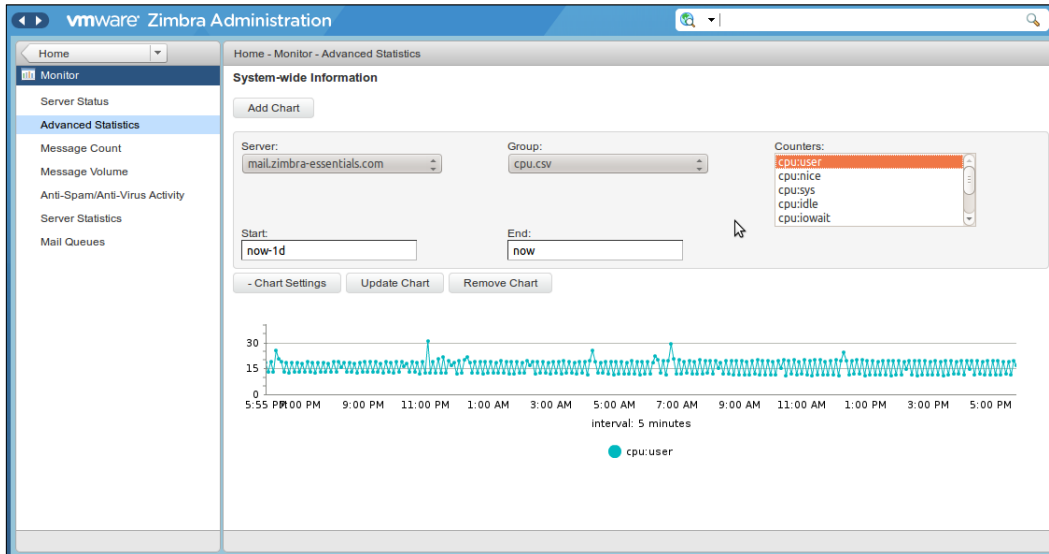 vmware Zimbra Administration
Home
Monitor
Server Status
Advanced Statistics
Message Count
Message Volume
Anti-Spam/Anti-Virus Activity
Server Statistics
Mail Queues
Home - Monitor - Advanced Statistics
System-wide Information
Add Chart
Server:
mail.zimbra-essentials.com
Group:
cpu.csv
Counters:
cpu:user
cpu:nice
cpu:sys
cpu:idle
cpu:iowait
Start:
now-1d
End:
now
- Chart Settings Update Chart Remove Chart
30
15
0
5:55 PM 7:00 PM 9:00 PM 11:00 PM 1:00 AM 3:00 AM 5:00 AM 7:00 AM 9:00 AM 11:00 AM 1:00 PM 3:00 PM 5:00 PM
interval: 5 minutes
cpu:user